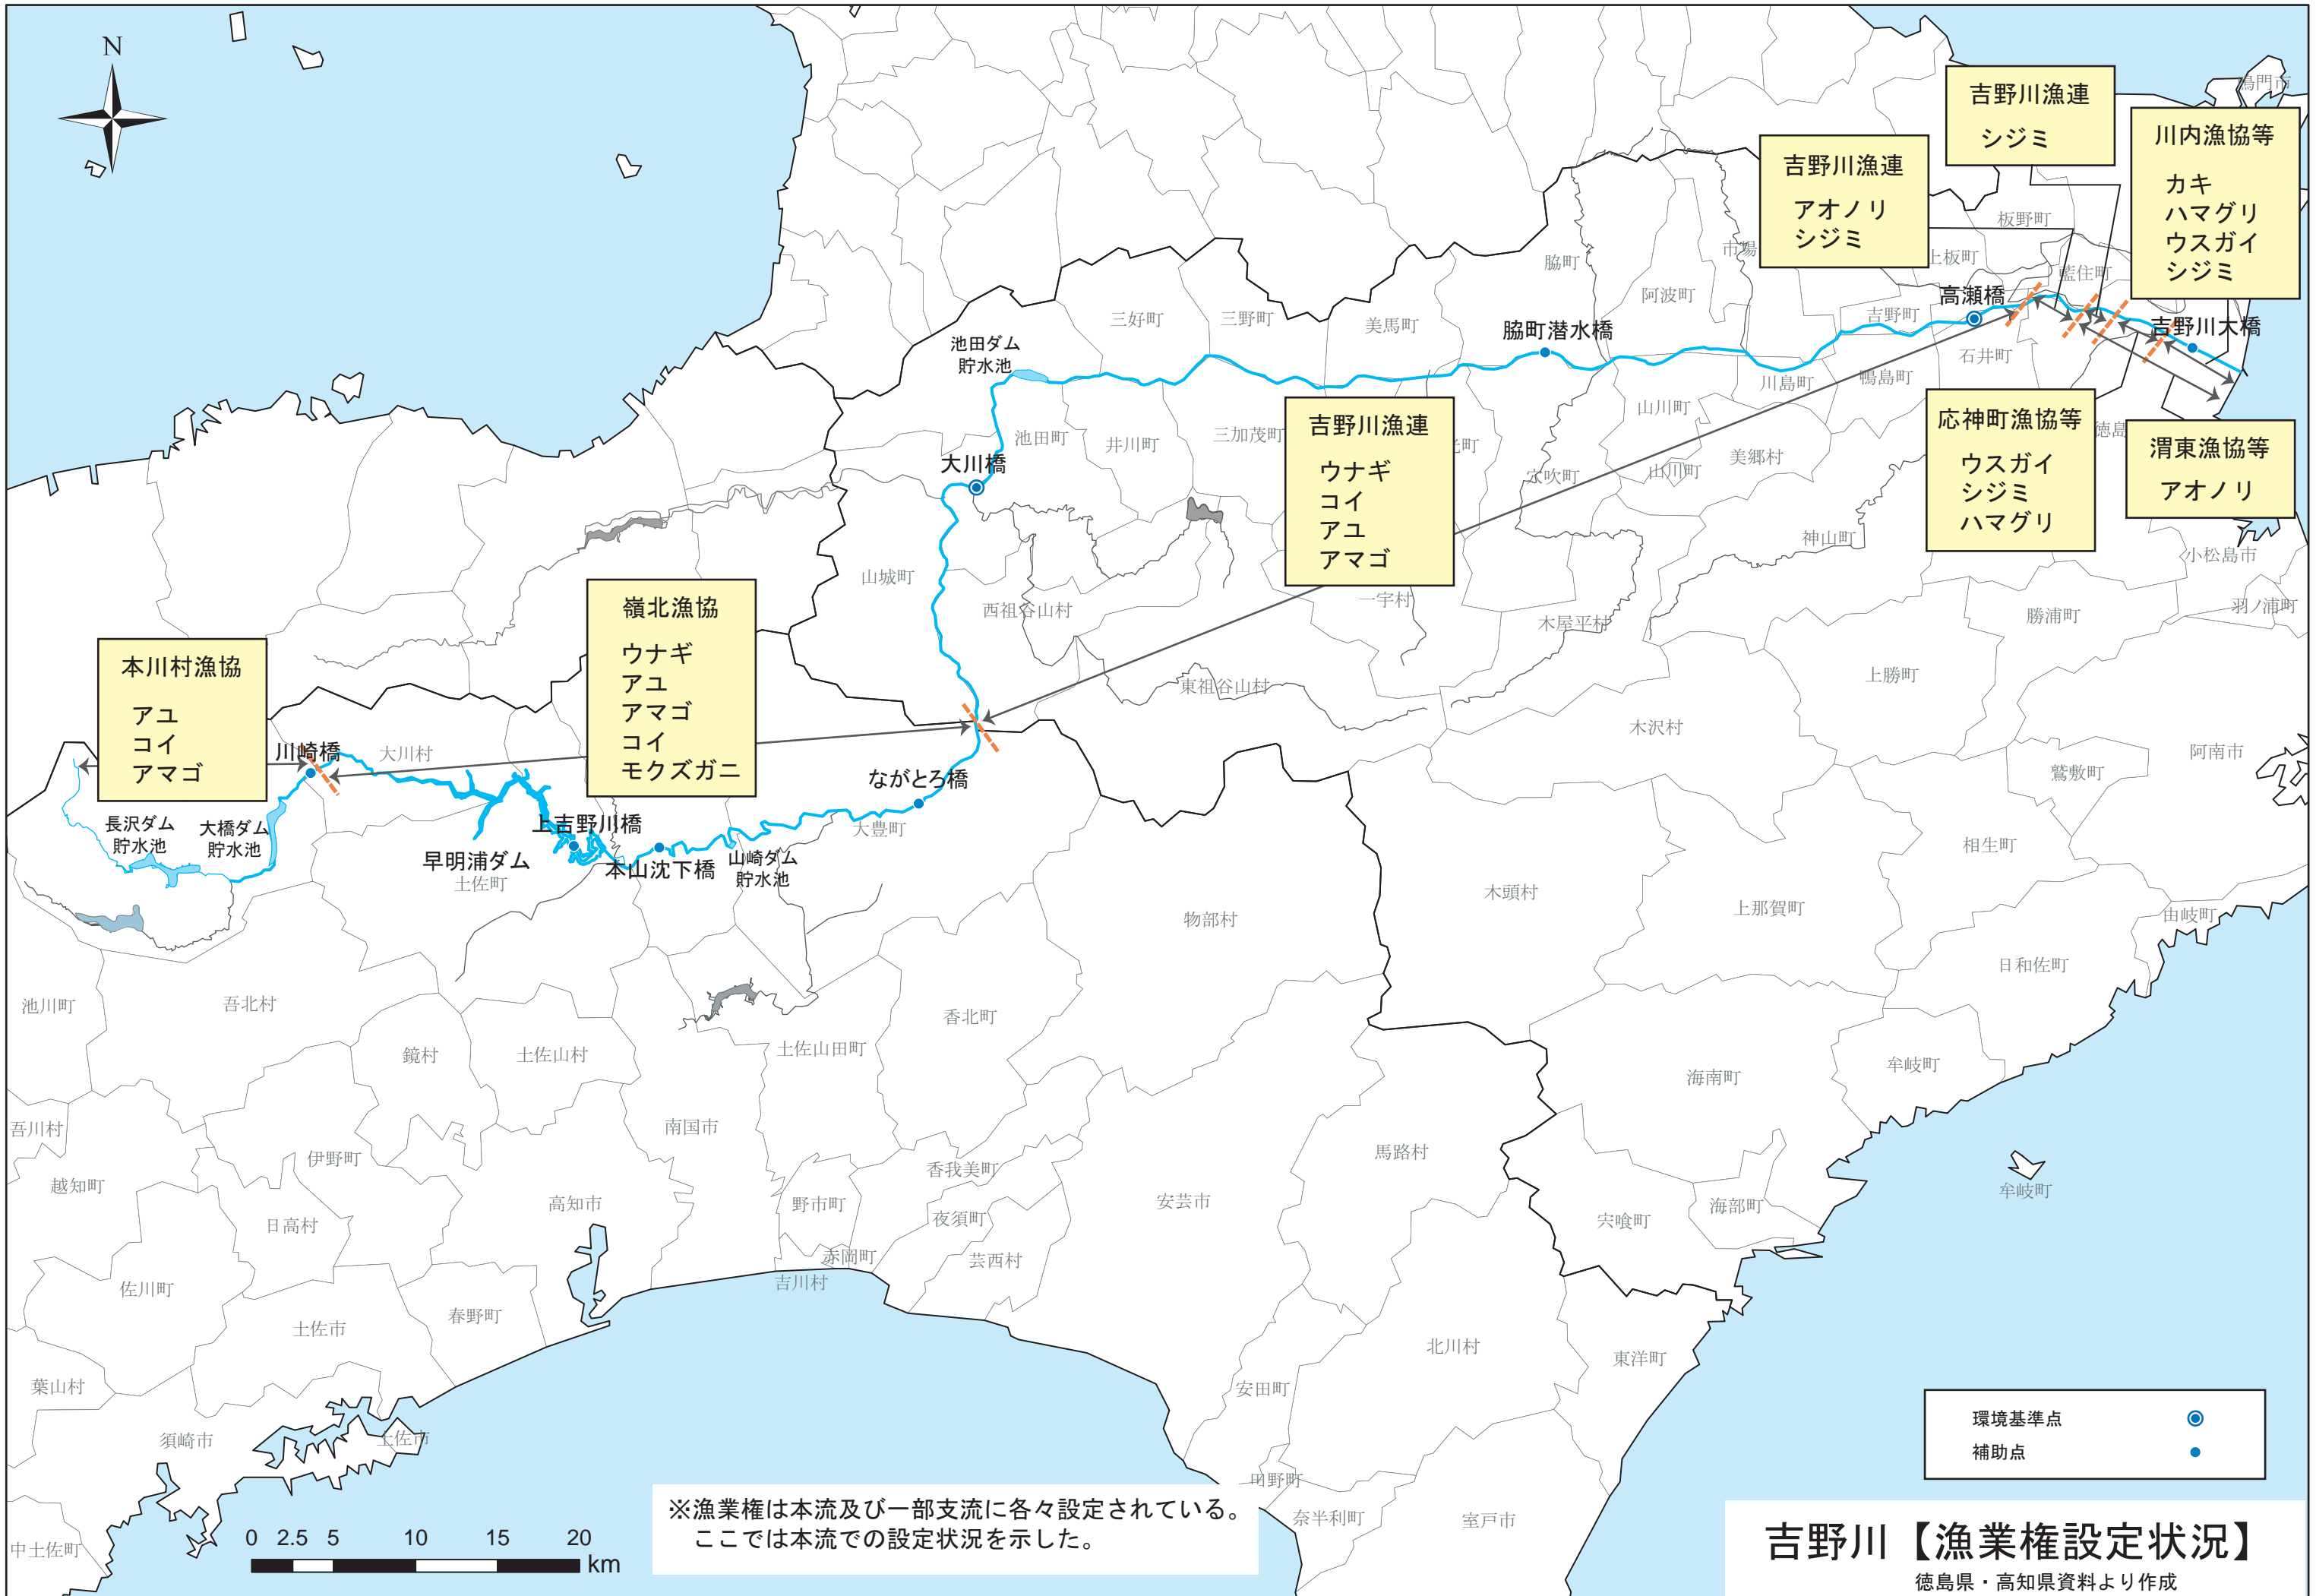 N
鳴門市
吉野川漁連
シジミ
川内漁協等
カキ
ハマグリ
ウスガイ
シジミ
吉野川漁連
アオノリ
シジミ
板野町
上板町
藍住町
市場
脇町
阿波町
高瀬橋
吉野町
吉野川大橋
石井町
三好町
三野町
美馬町
脇町潜水橋
池田ダム
貯水池
川島町
鴨島町
山川町
池田町
井川町
三加茂町
吉野川漁連
ウナギ
コイ
アユ
アマゴ
応神町漁協等
ウスガイ
シジミ
ハマグリ
徳島
渭東漁協等
アオノリ
大川橋
穴吹町
山川町
美郷村
神山町
小松島市
山城町
西祖谷山村
一宇村
木屋平村
勝浦町
羽ノ浦町
嶺北漁協
ウナギ
アユ
アマゴ
コイ
モクズガニ
本川村漁協
アユ
コイ
アマゴ
東祖谷山村
上勝町
木沢村
阿南市
鷲敷町
川崎橋
大川村
ながとろ橋
長沢ダム
貯水池
大橋ダム
貯水池
上吉野川橋
大豊町
早明浦ダム
土佐町
本山沈下橋
山崎ダム
貯水池
相生町
木頭村
上那賀町
物部村
由岐町
日和佐町
池川町
吾北村
香北町
鏡村
土佐山村
土佐山田町
海南町
牟岐町
吾川村
南国市
伊野町
越知町
香我美町
馬路村
日高村
高知市
野市町
夜須町
安芸市
牟岐町
宍喰町
海部町
赤岡町
芸西村
吉川村
佐川町
春野町
土佐市
北川村
東洋町
葉山村
安田町
須崎市
土佐市
田野町
奈半利町
室戸市
中土佐町
環境基準点
補助点
0 2.5 5 10 15 20
km
※漁業権は本流及び一部支流に各々設定されている。
ここでは本流での設定状況を示した。
吉野川【漁業権設定状況】
徳島県・高知県資料より作成